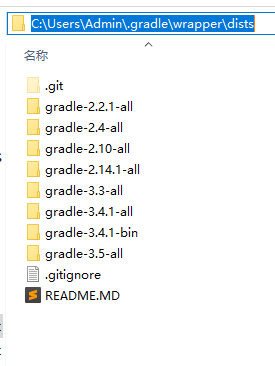 C:\Users\Admin\.gradle\wrapper\dists
名称
.git
gradle-2.2.1-all
gradle-2.4-all
gradle-2.10-all
gradle-2.14.1-all
gradle-3.3-all
gradle-3.4.1-all
gradle-3.4.1-bin
gradle-3.5-all
.gitignore
README.MD